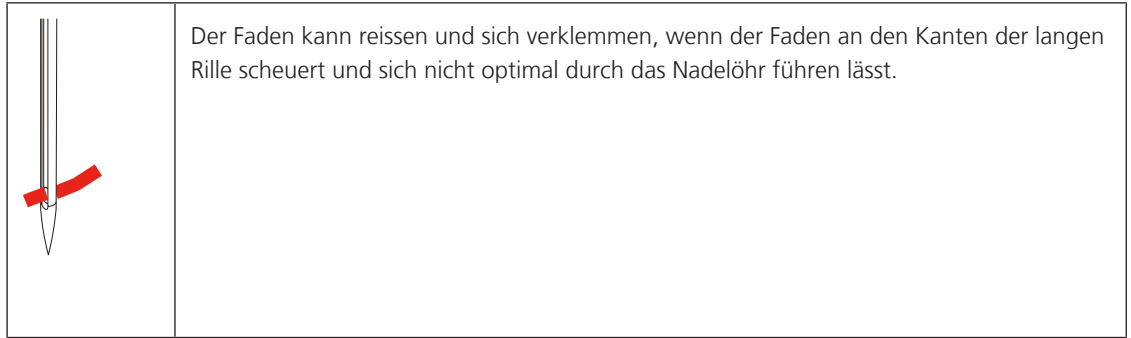 Der Faden kann reissen und sich verklemmen, wenn der Faden an den Kanten der langen
Rille scheuert und sich nicht optimal durch das Nadelöhr führen lässt.